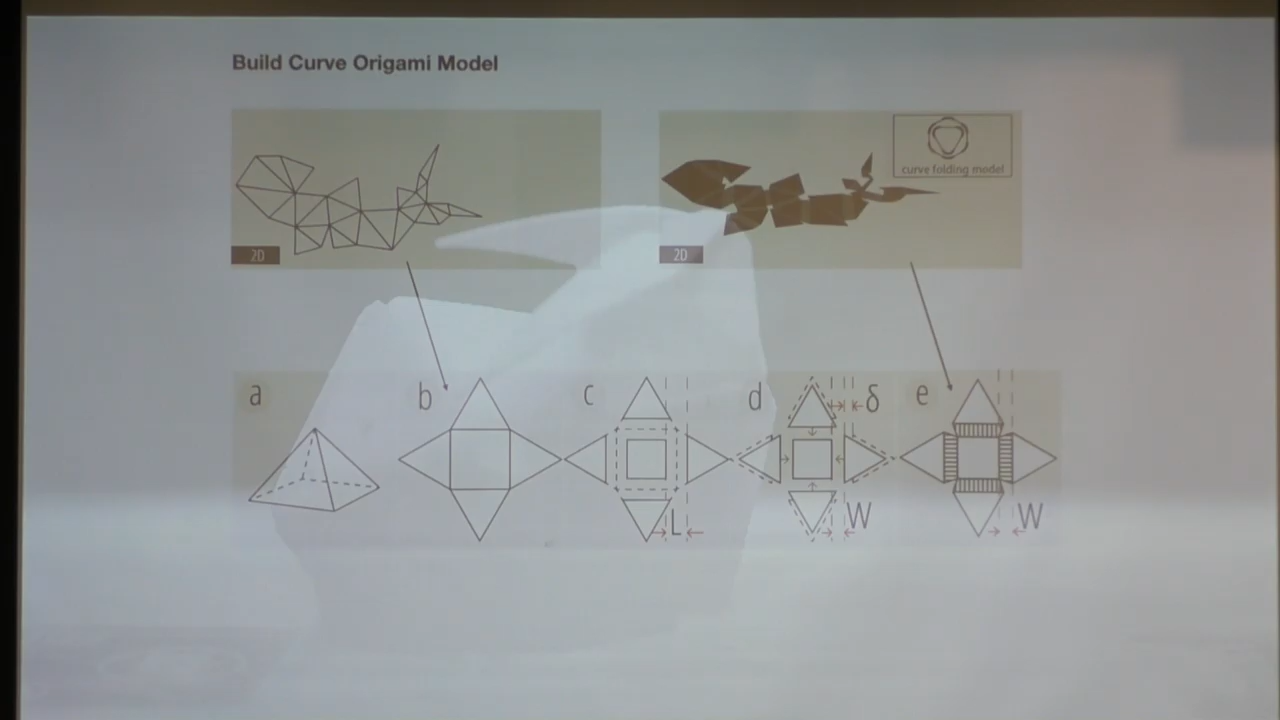 Build Curve Origami Model
curve folding model
2D
2D
a
b
c
d
δ
e
L
W
W